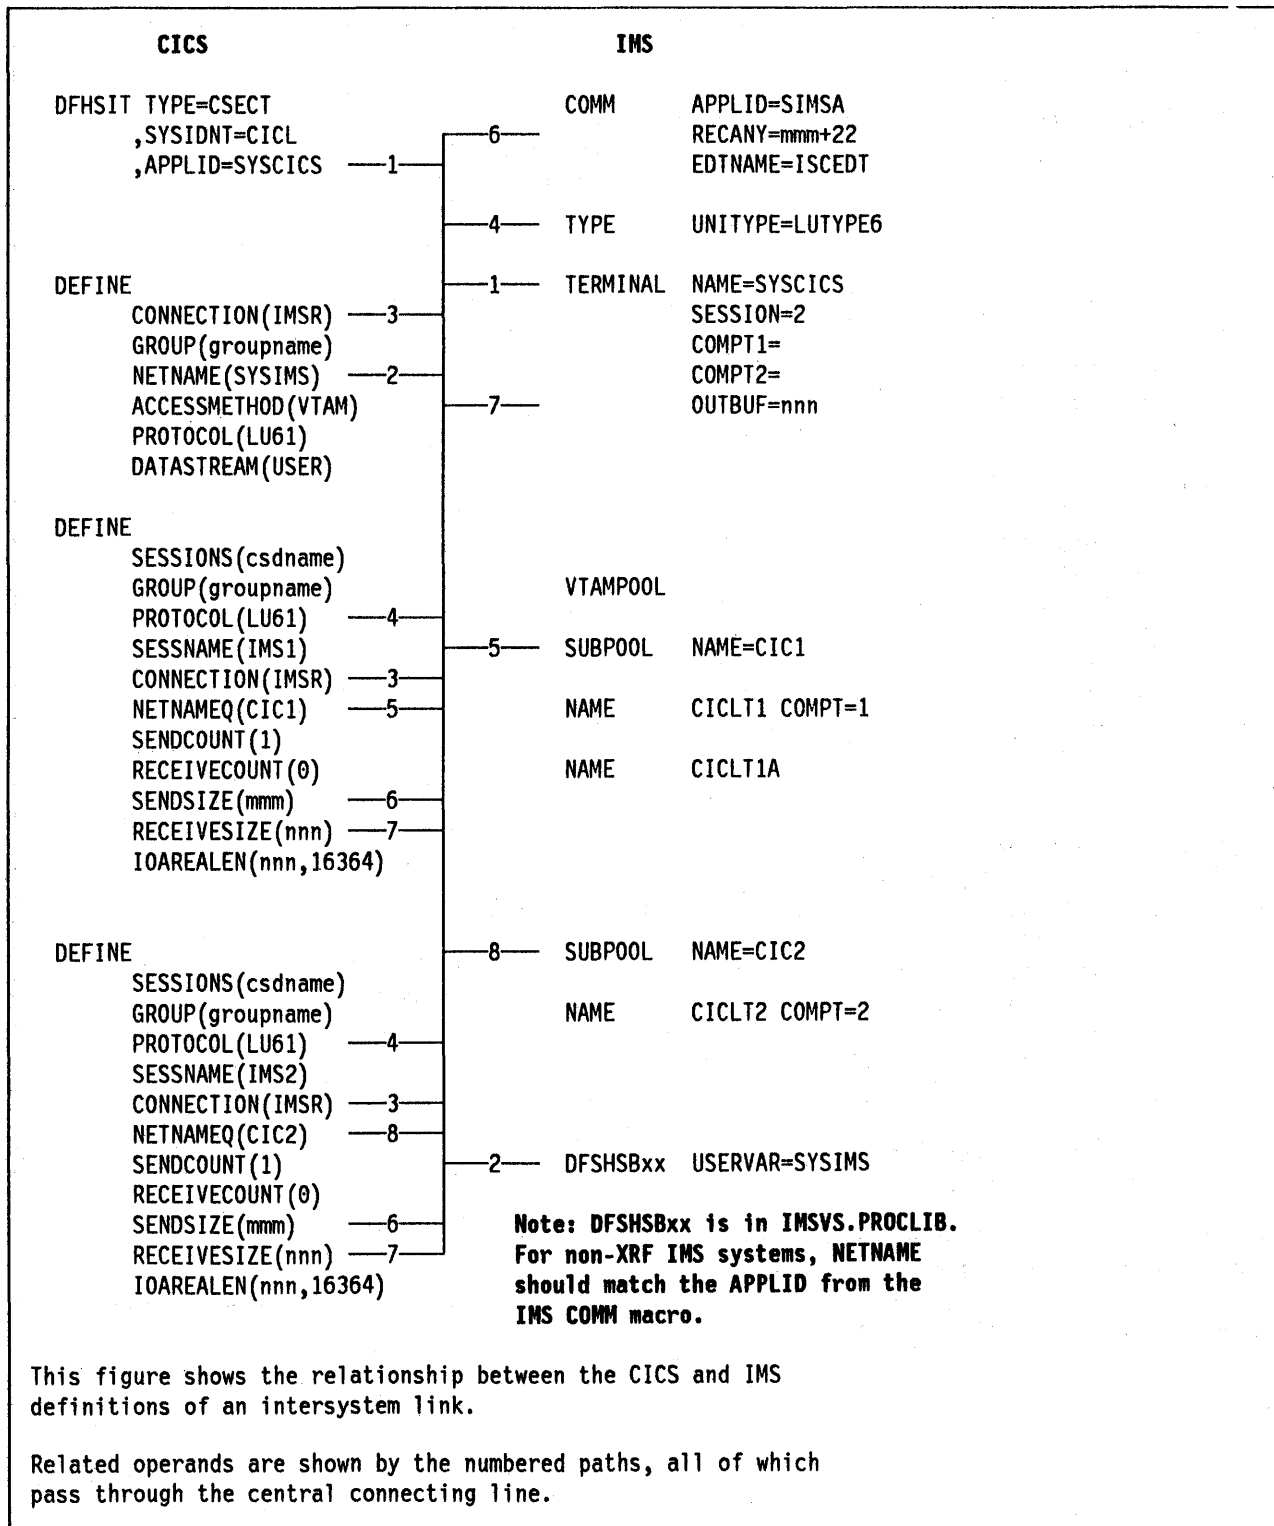 CICS IMS
DFHSIT TYPE=CSECT COMM APPLID=SIMSA
,SYSIDNT=CICL 6 RECANY=mmm+22
,APPLID=SYSCICS 1 EDTNAME=ISCEDT
4 TYPE UNITYPE=LUTYPE6
DEFINE 1 TERMINAL NAME=SYSCICS
CONNECTION(IMSR) 3 SESSION=2
GROUP(groupname) COMPT1=
NETNAME(SYSIMS) 2 COMPT2=
ACCESSMETHOD(VTAM) 7 OUTBUF=nnn
PROTOCOL(LU61)
DATASTREAM(USER)
DEFINE
SESSIONS(csdname)
GROUP(groupname) VTAMPOOL
PROTOCOL(LU61) 4
SESSNAME(IMS1) 5 SUBPOOL NAME=CIC1
CONNECTION(IMSR) 3
NETNAMEQ(CIC1) 5 NAME CICLT1 COMPT=1
SENDCOUNT(1)
RECEIVECOUNT(0) NAME CICLT1A
SENDSIZE(mmm) 6
RECEIVESIZE(nnn) 7
IOAREALEN(nnn,16364)
DEFINE 8 SUBPOOL NAME=CIC2
SESSIONS(csdname)
GROUP(groupname) NAME CICLT2 COMPT=2
PROTOCOL(LU61) 4
SESSNAME(IMS2)
CONNECTION(IMSR) 3
NETNAMEQ(CIC2) 8
SENDCOUNT(1) 2 DFSHSBxx USERVAR=SYSIMS
RECEIVECOUNT(0)
SENDSIZE(mmm) 6 Note: DFSHSBxx is in IMSVS.PROCLIB.
RECEIVESIZE(nnn) 7 For non-XRF IMS systems, NETNAME
IOAREALEN(nnn,16364) should match the APPLID from the
IMS COMM macro.
This figure shows the relationship between the CICS and IMS
definitions of an intersystem link.
Related operands are shown by the numbered paths, all of which
pass through the central connecting line.